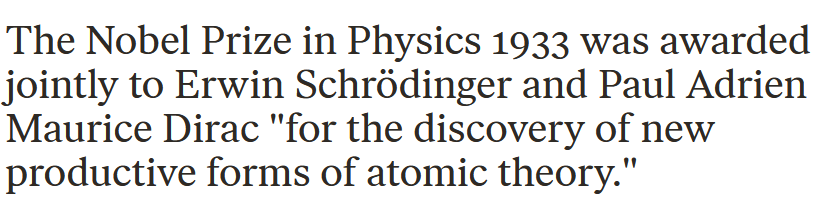 The Nobel Prize in Physics 1933 was awarded
jointly to Erwin Schrödinger and Paul Adrien
Maurice Dirac "for the discovery of new
productive forms of atomic theory."